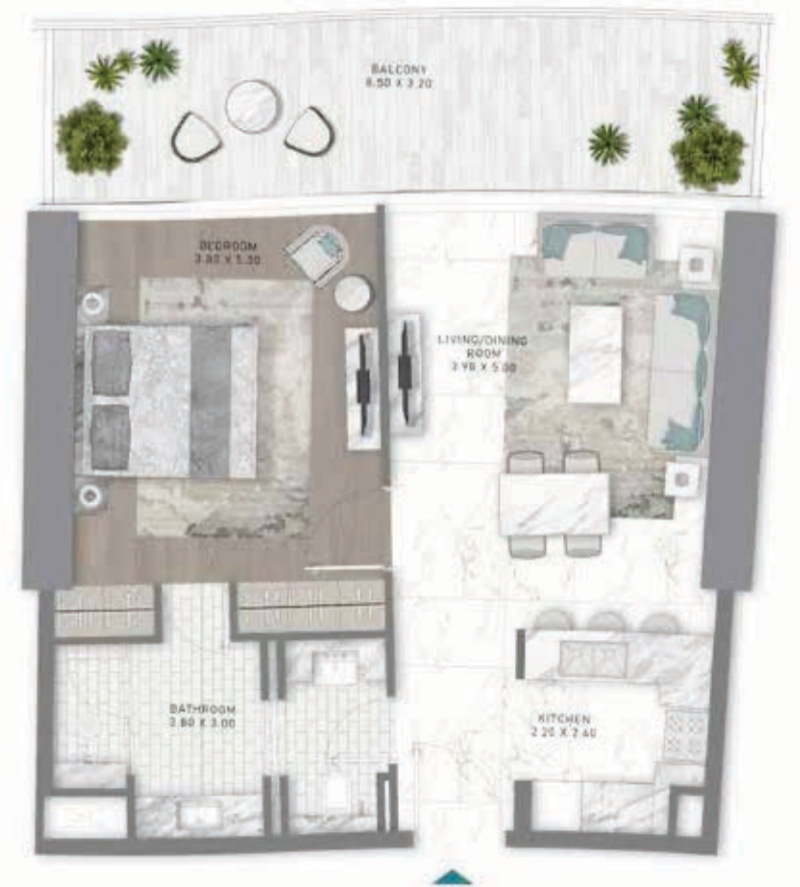 BALCONY
8.50 X 3.20
BEDROOM
3.80 X 5.30
LIVING/DINING
ROOM
3.98 X 5.00
BATHROOM
3.80 X 3.00
KITCHEN
2.20 X 2.40